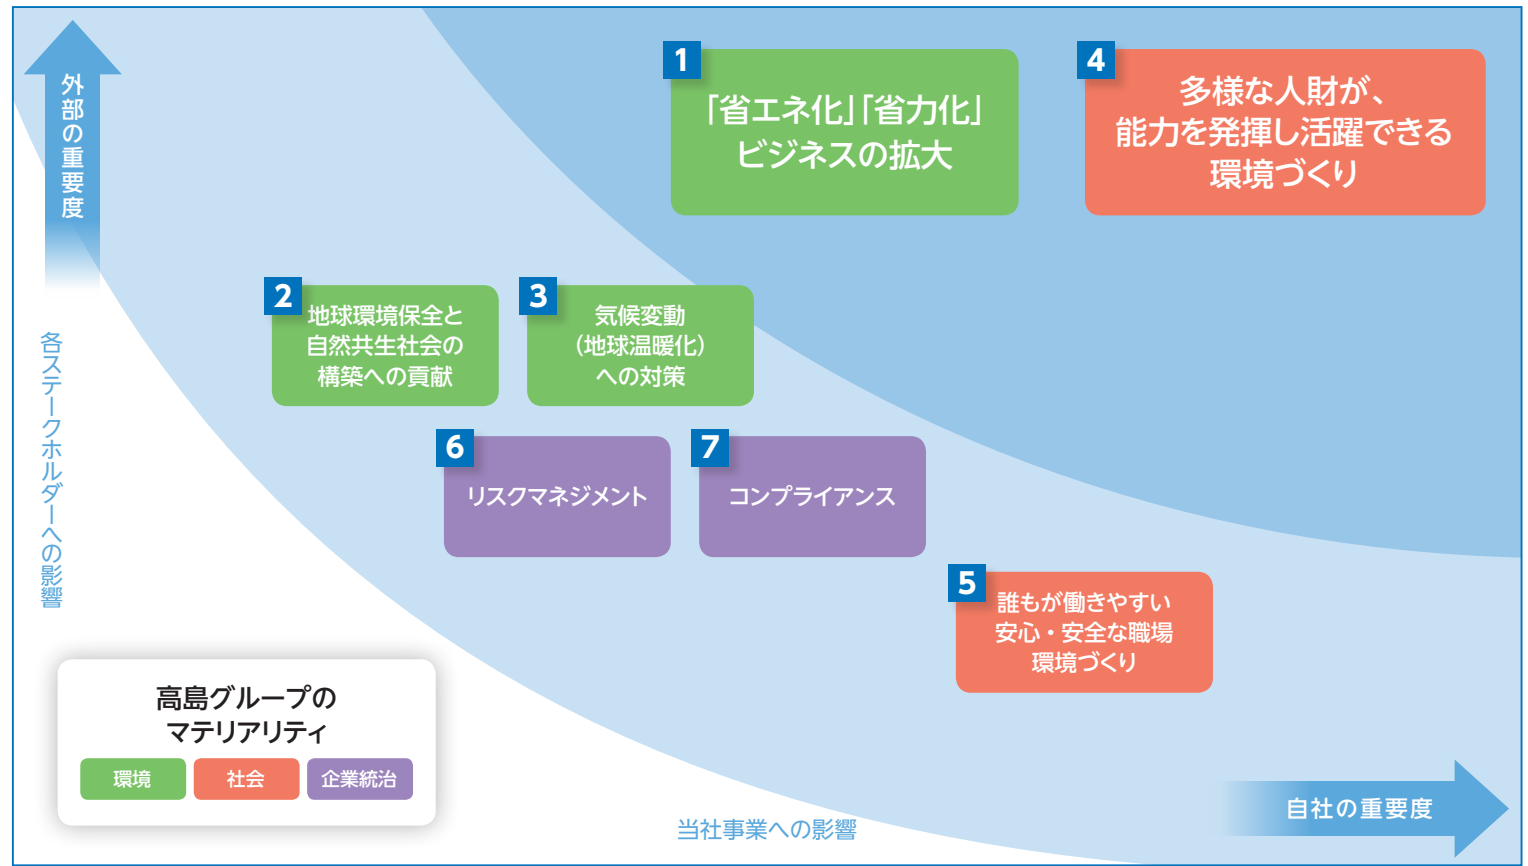 外部の重要度
各ステークホルダーへの影響
1
「省エネ化」「省力化」
ビジネスの拡大
4
多様な人財が、
能力を発揮し活躍できる
環境づくり
2
地球環境保全と
自然共生社会の
構築への貢献
3
気候変動
(地球温暖化)
への対策
6
リスクマネジメント
7
コンプライアンス
5
誰もが働きやすい
安心・安全な職場
環境づくり
高島グループの
マテリアリティ
環境
社会
企業統治
当社事業への影響
自社の重要度